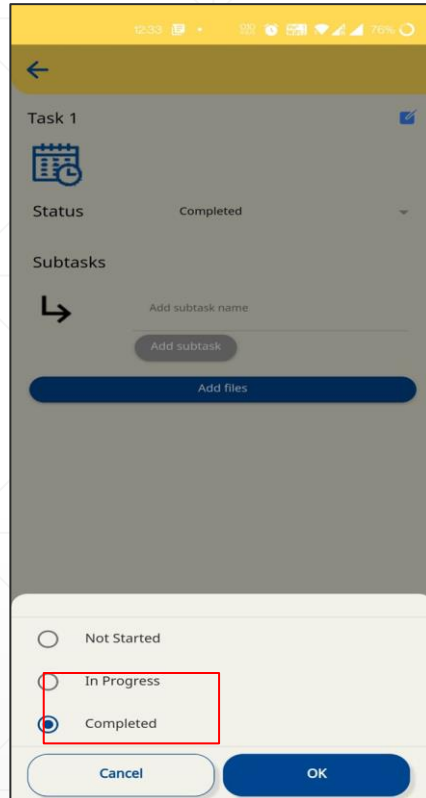 12:33 76%
Task 1
Status Completed
Subtasks
Add subtask name
Add subtask
Add files
Not Started
In Progress
Completed
Cancel OK